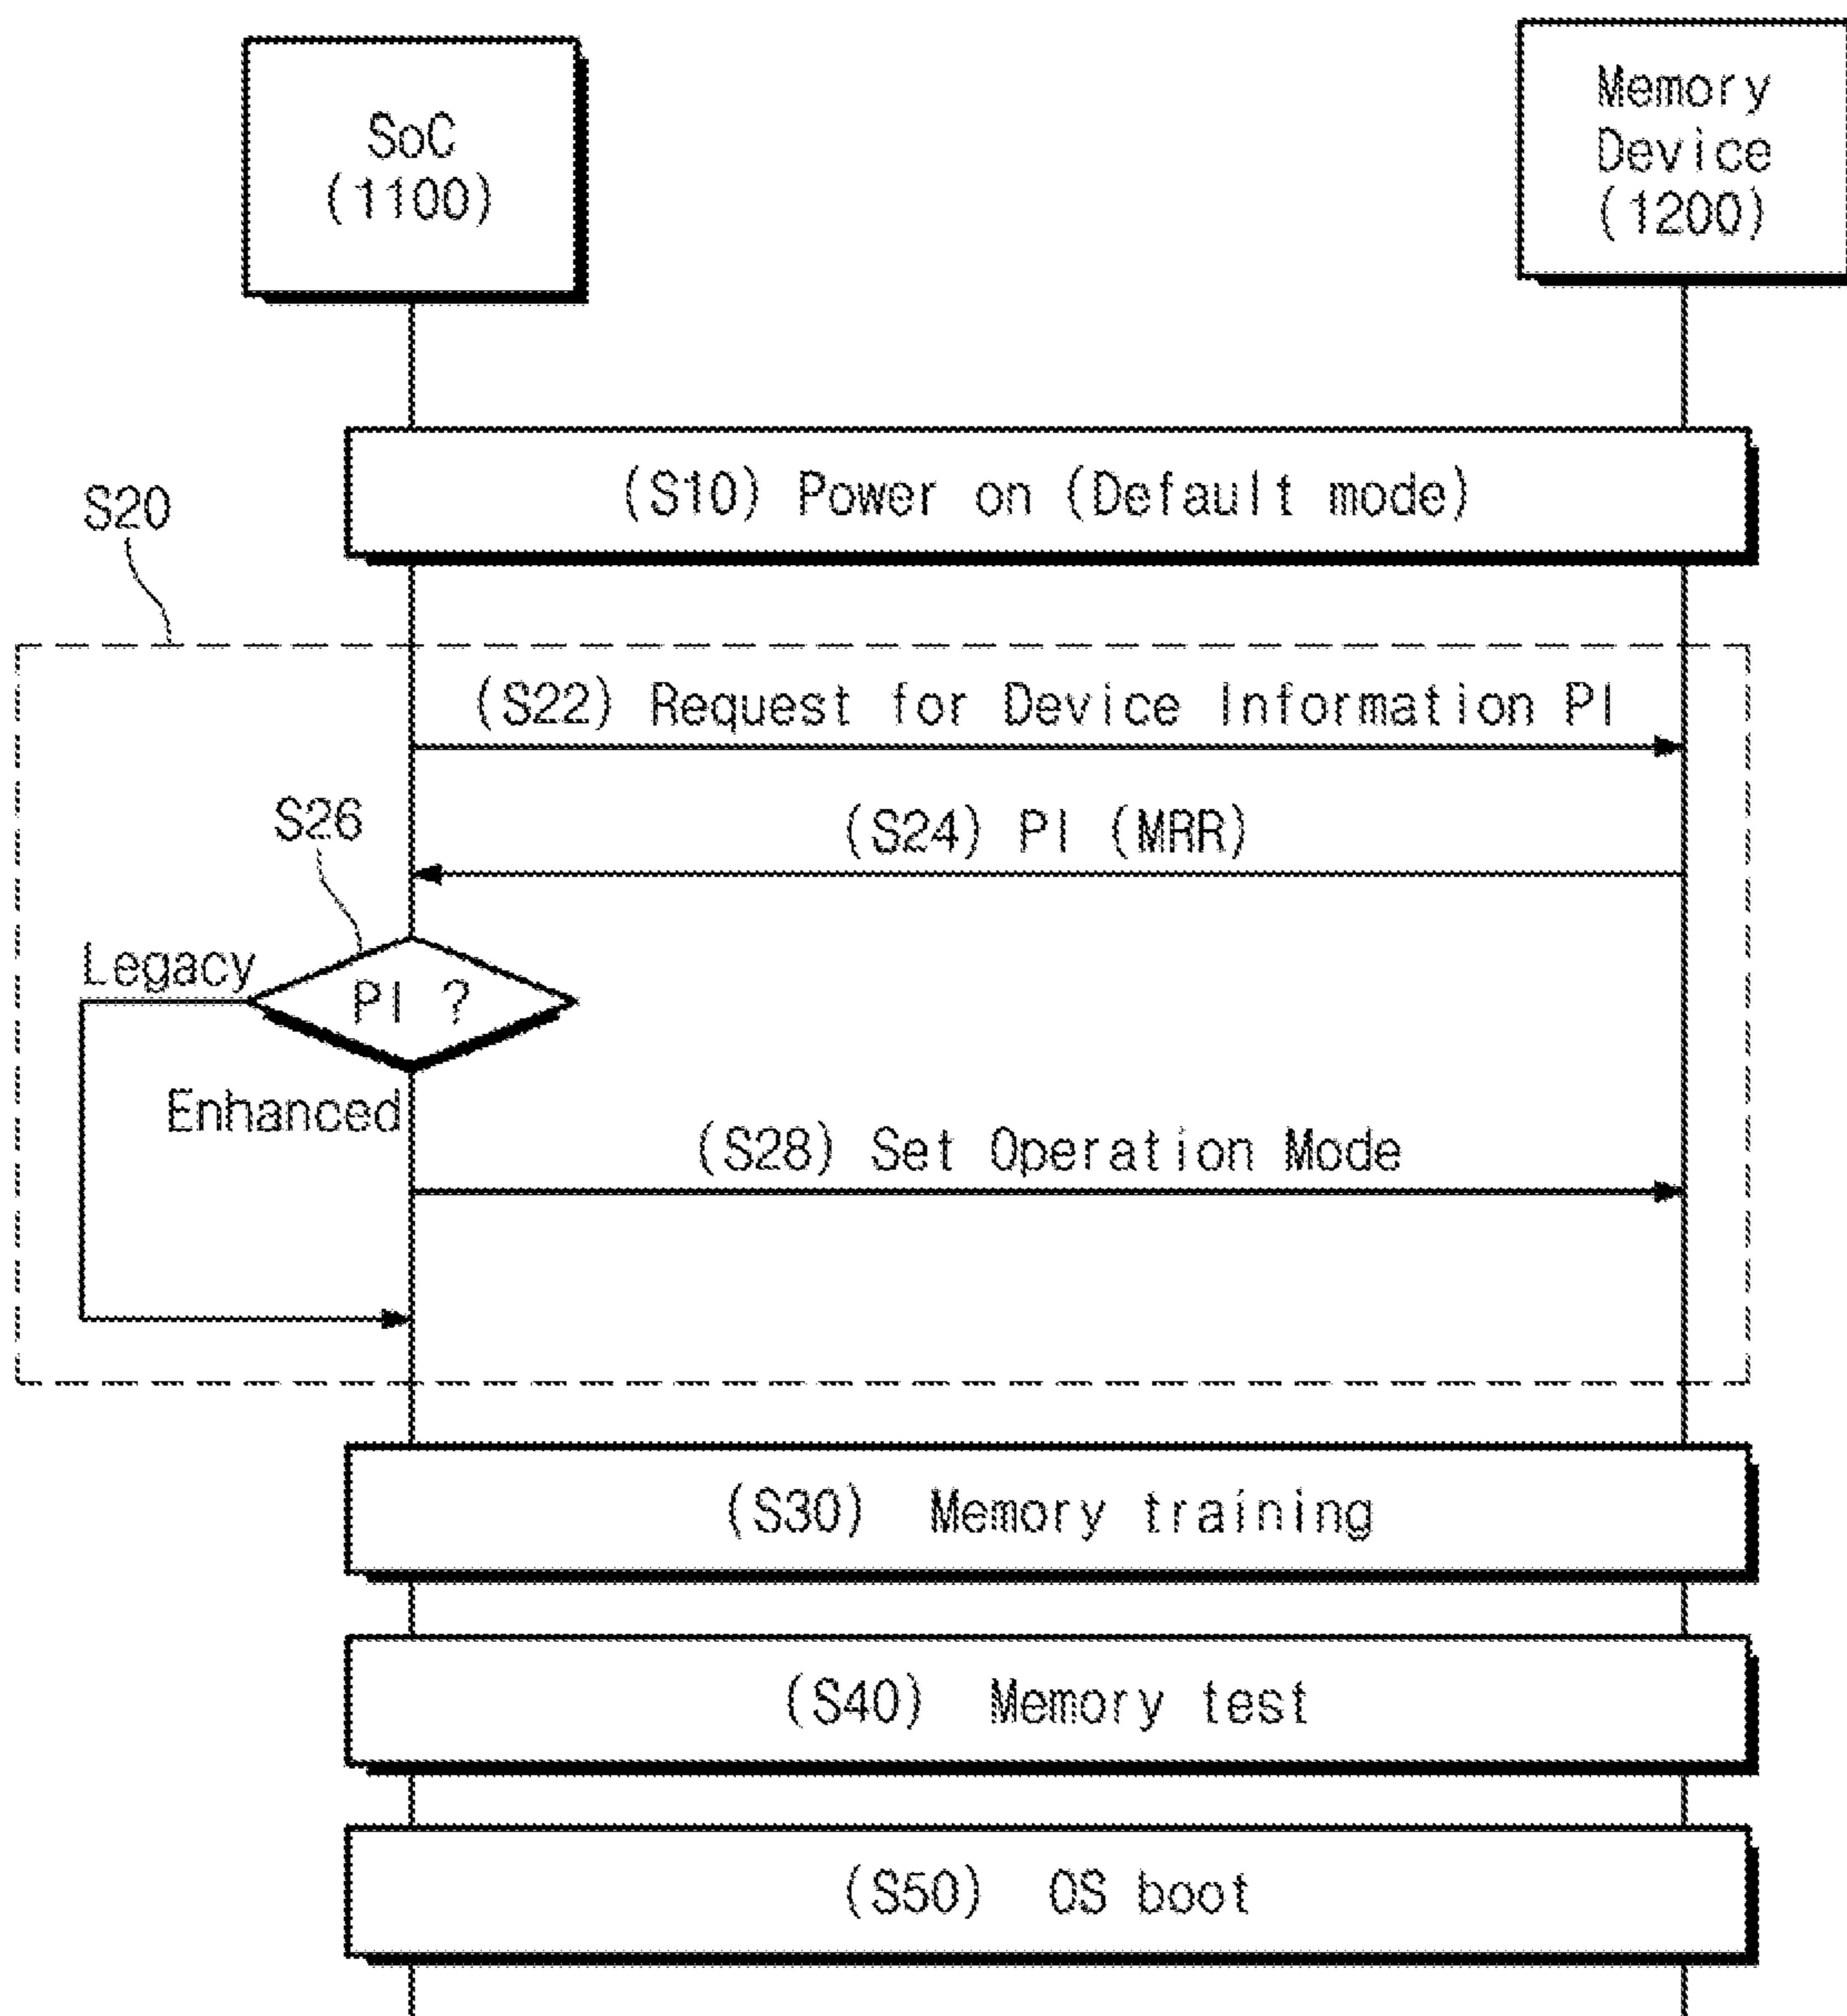 SoC
(1100)
Memory
Device
(1200)
(S10) Power on (Default mode)
S20
(S22) Request for Device Information PI
S26
(S24) PI (MRR)
Legacy
PI ?
Enhanced
(S28) Set Operation Mode
(S30) Memory training
(S40) Memory test
(S50) OS boot